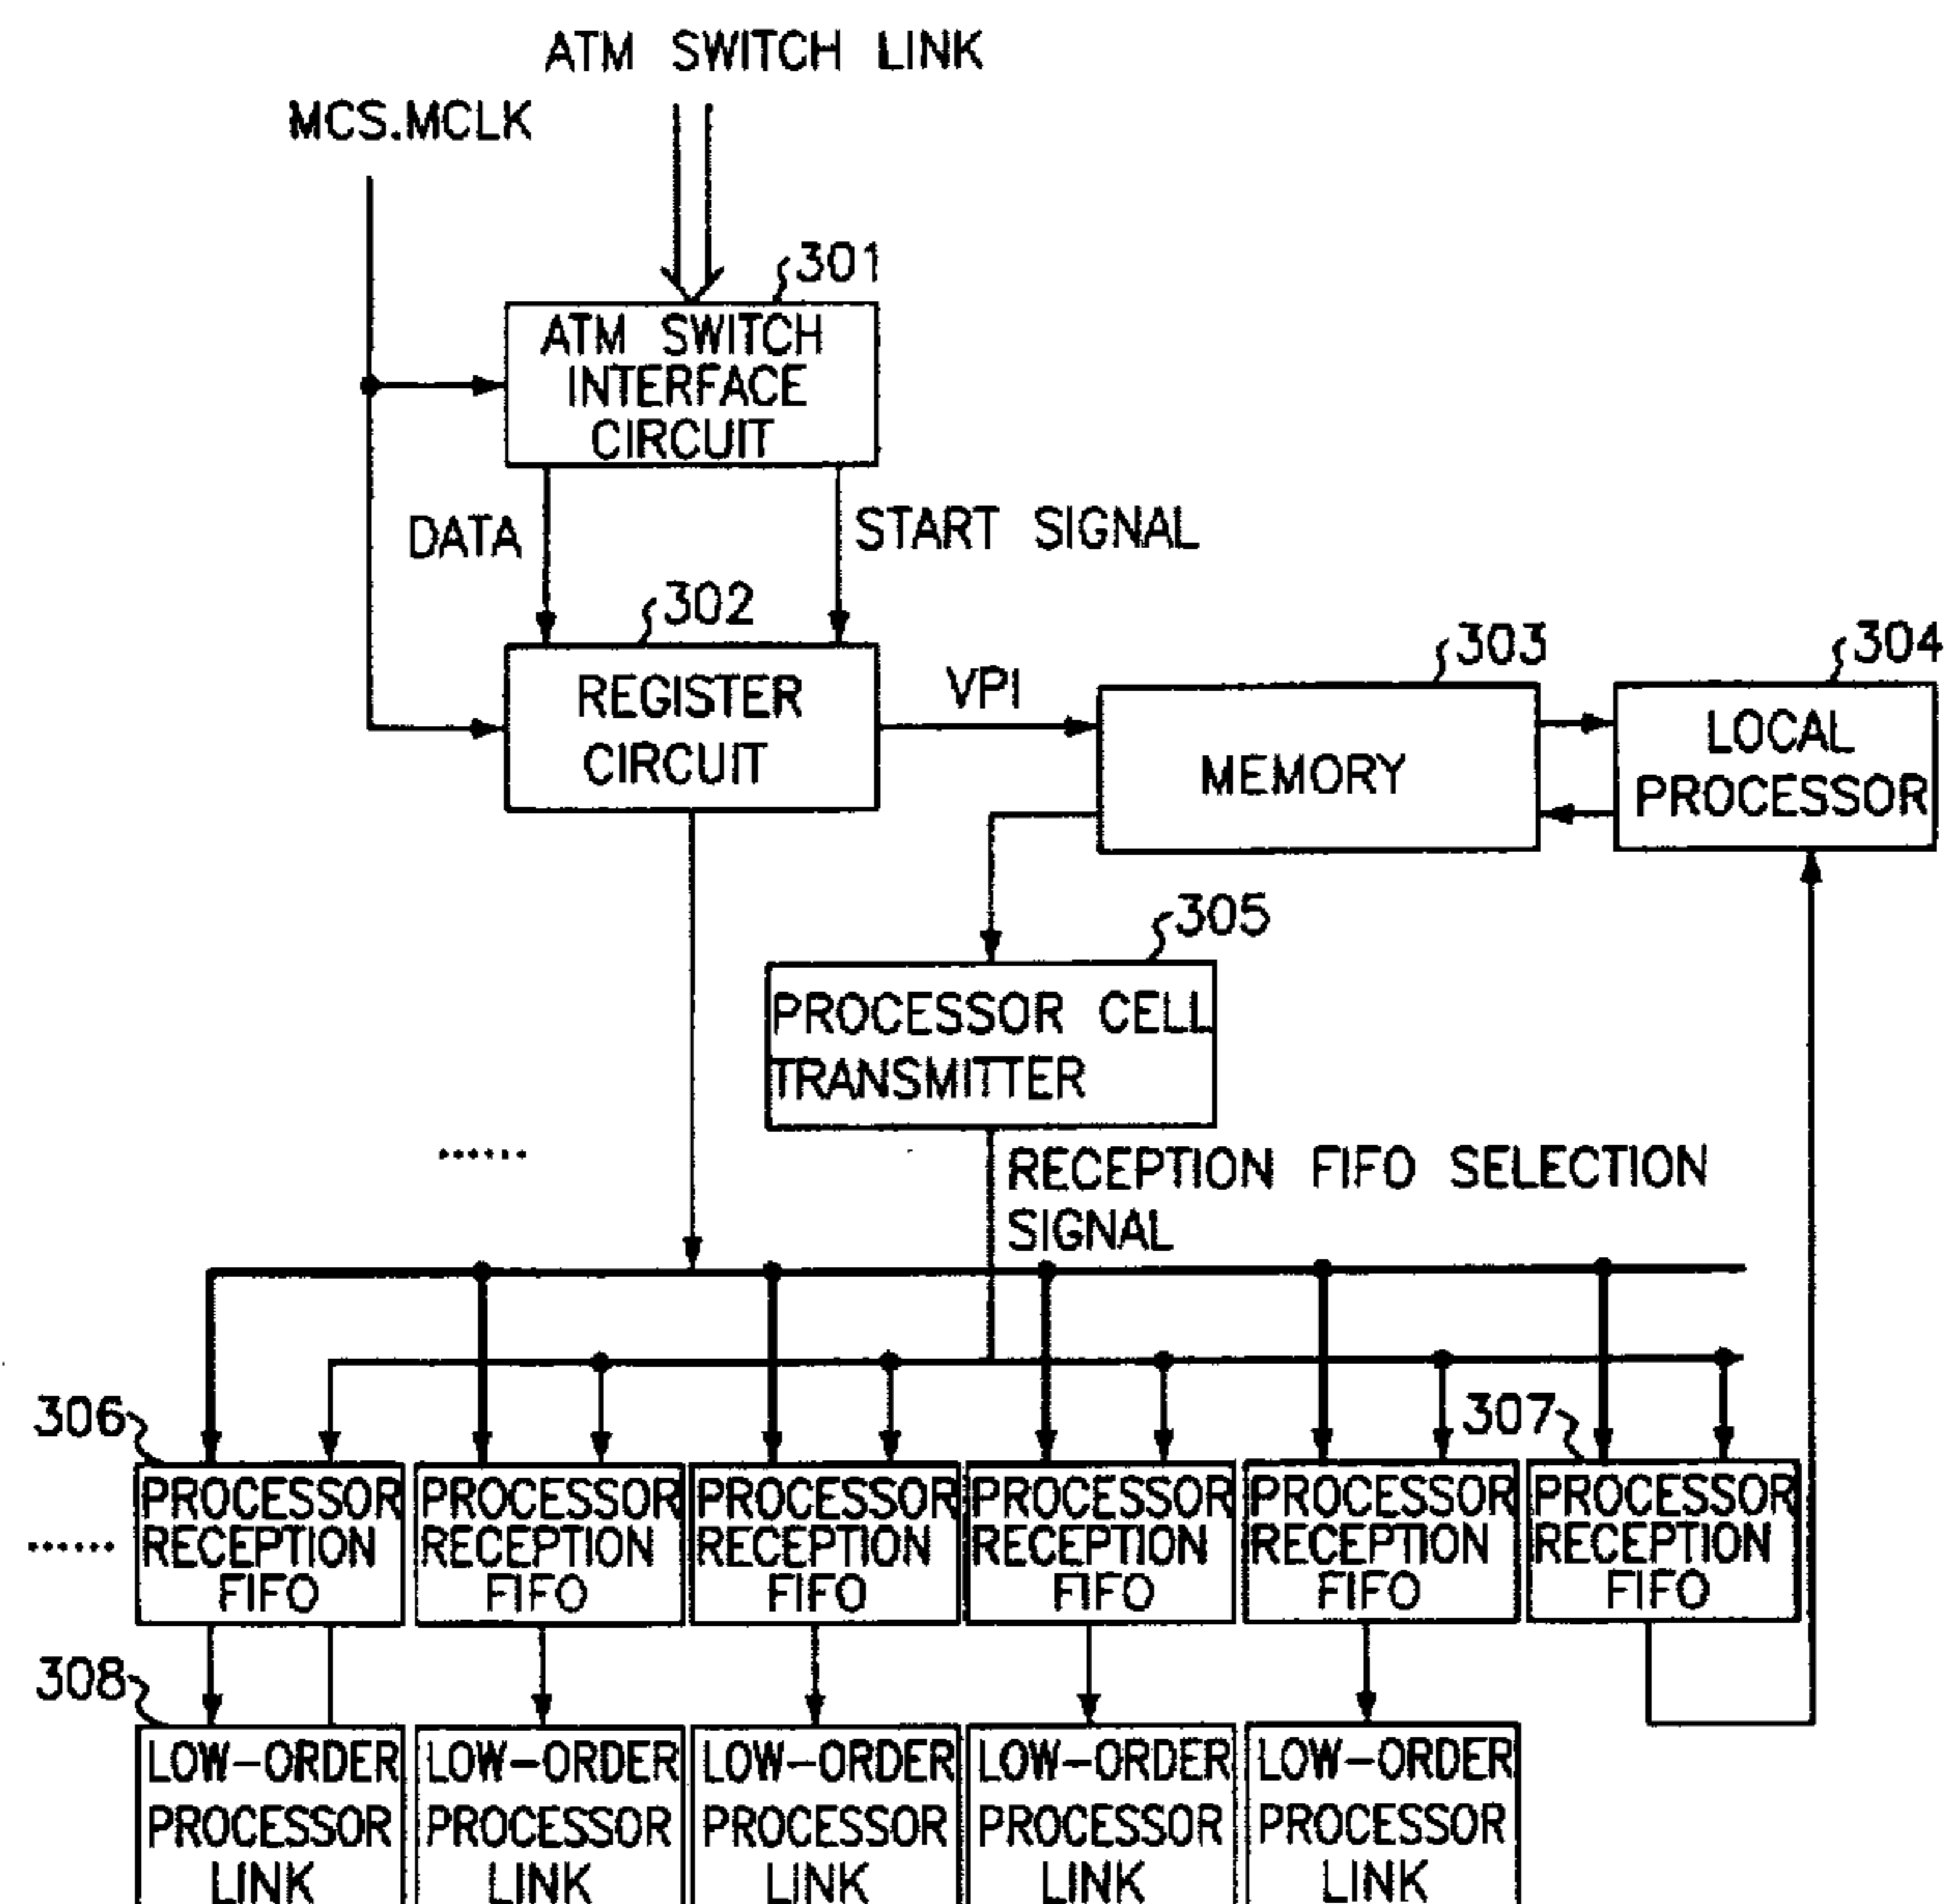 ATM SWITCH LINK
MCS.MCLK
301
ATM SWITCH
INTERFACE
CIRCUIT
DATA
START SIGNAL
302
REGISTER
CIRCUIT
VPI
303
MEMORY
304
LOCAL
PROCESSOR
305
PROCESSOR CELL
TRANSMITTER
......
RECEPTION FIFO SELECTION
SIGNAL
306
307
......
PROCESSOR
RECEPTION
FIFO
PROCESSOR
RECEPTION
FIFO
PROCESSOR
RECEPTION
FIFO
PROCESSOR
RECEPTION
FIFO
PROCESSOR
RECEPTION
FIFO
PROCESSOR
RECEPTION
FIFO
308
LOW-ORDER
PROCESSOR
LINK
LOW-ORDER
PROCESSOR
LINK
LOW-ORDER
PROCESSOR
LINK
LOW-ORDER
PROCESSOR
LINK
LOW-ORDER
PROCESSOR
LINK